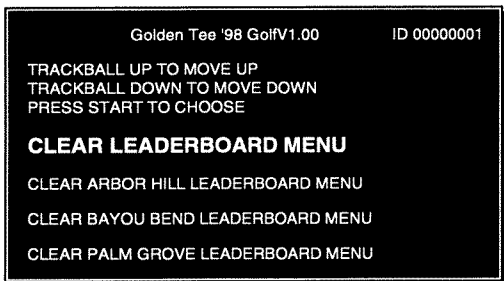 Golden Tee '98 GolfV1.00 ID 00000001
TRACKBALL UP TO MOVE UP
TRACKBALL DOWN TO MOVE DOWN
PRESS START TO CHOOSE
CLEAR LEADERBOARD MENU
CLEAR ARBOR HILL LEADERBOARD MENU
CLEAR BAYOU BEND LEADERBOARD MENU
CLEAR PALM GROVE LEADERBOARD MENU